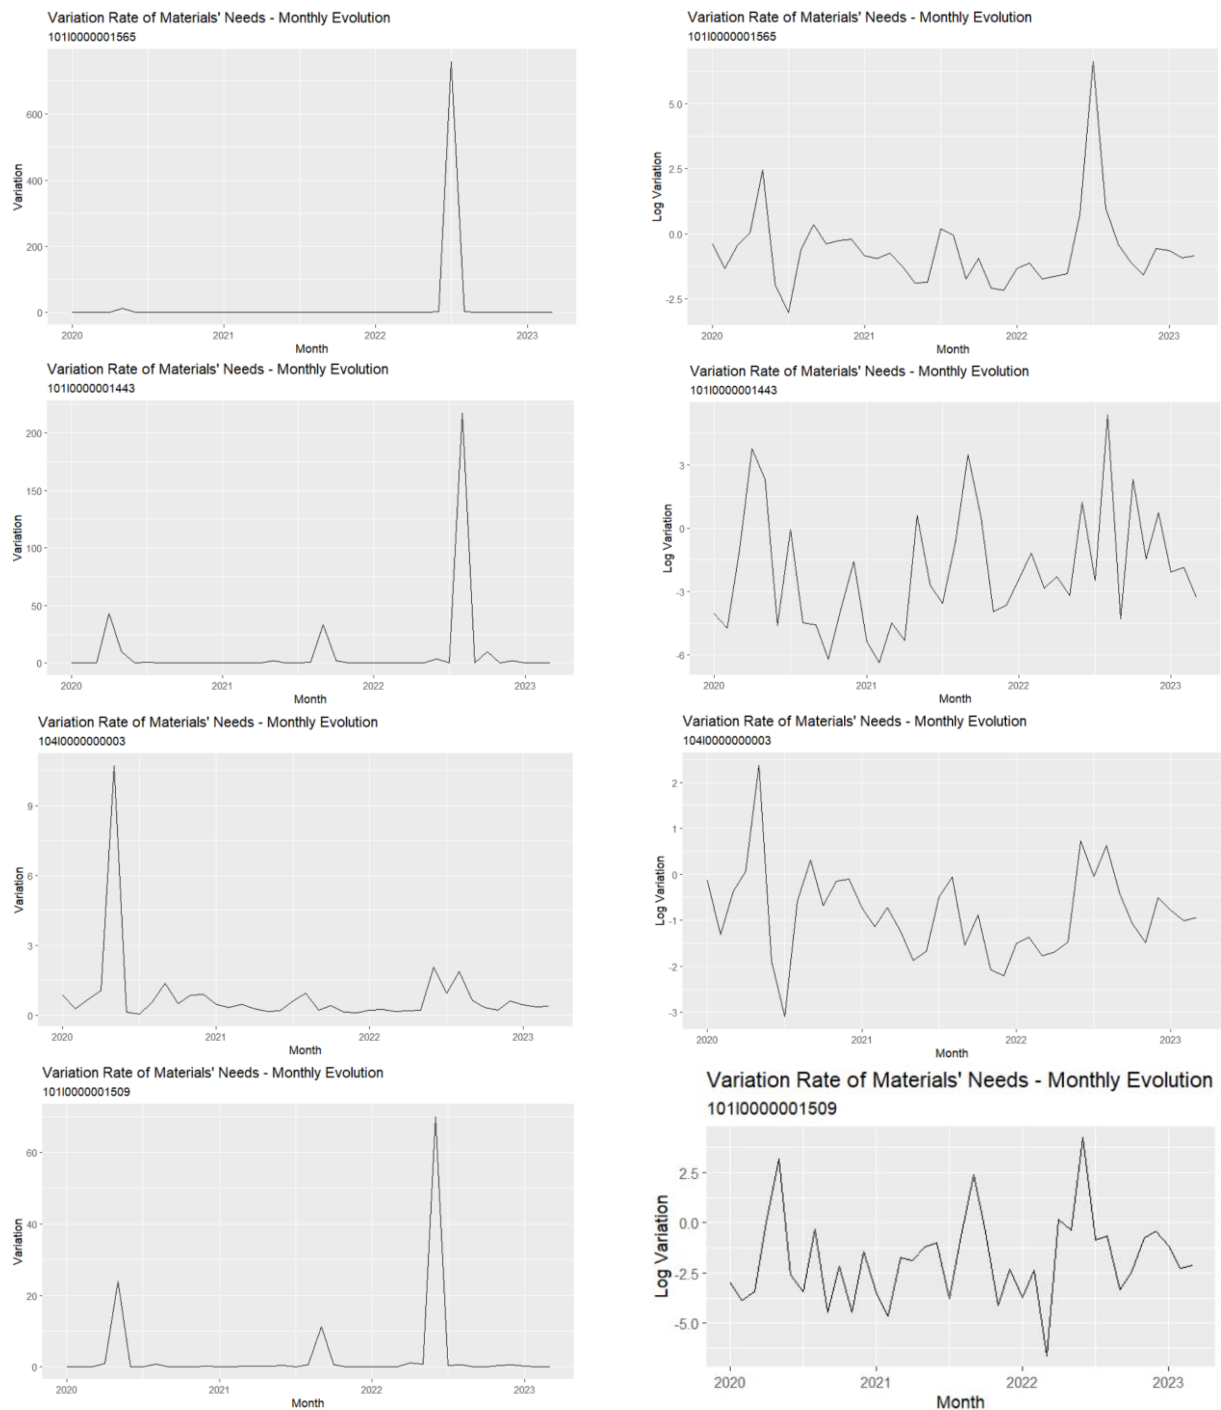 Variation Rate of Materials' Needs - Monthly Evolution
101I0000001565
600
400
200
0
Variation
2020 2021 2022 2023
Month
Variation Rate of Materials' Needs - Monthly Evolution
101I0000001565
5.0
2.5
0.0
-2.5
Log Variation
2020 2021 2022 2023
Month
Variation Rate of Materials' Needs - Monthly Evolution
101I0000001443
200
150
100
50
0
Variation
2020 2021 2022 2023
Month
Variation Rate of Materials' Needs - Monthly Evolution
101I0000001443
3
0
-3
-6
Log Variation
2020 2021 2022 2023
Month
Variation Rate of Materials' Needs - Monthly Evolution
104I0000000003
9
6
3
0
Variation
2020 2021 2022 2023
Month
Variation Rate of Materials' Needs - Monthly Evolution
104I0000000003
2
1
0
-1
-2
-3
Log Variation
2020 2021 2022 2023
Month
Variation Rate of Materials' Needs - Monthly Evolution
101I0000001509
60
40
20
0
Variation
2020 2021 2022 2023
Month
Variation Rate of Materials' Needs - Monthly Evolution
101I0000001509
2.5
0.0
-2.5
-5.0
Log Variation
2020 2021 2022 2023
Month